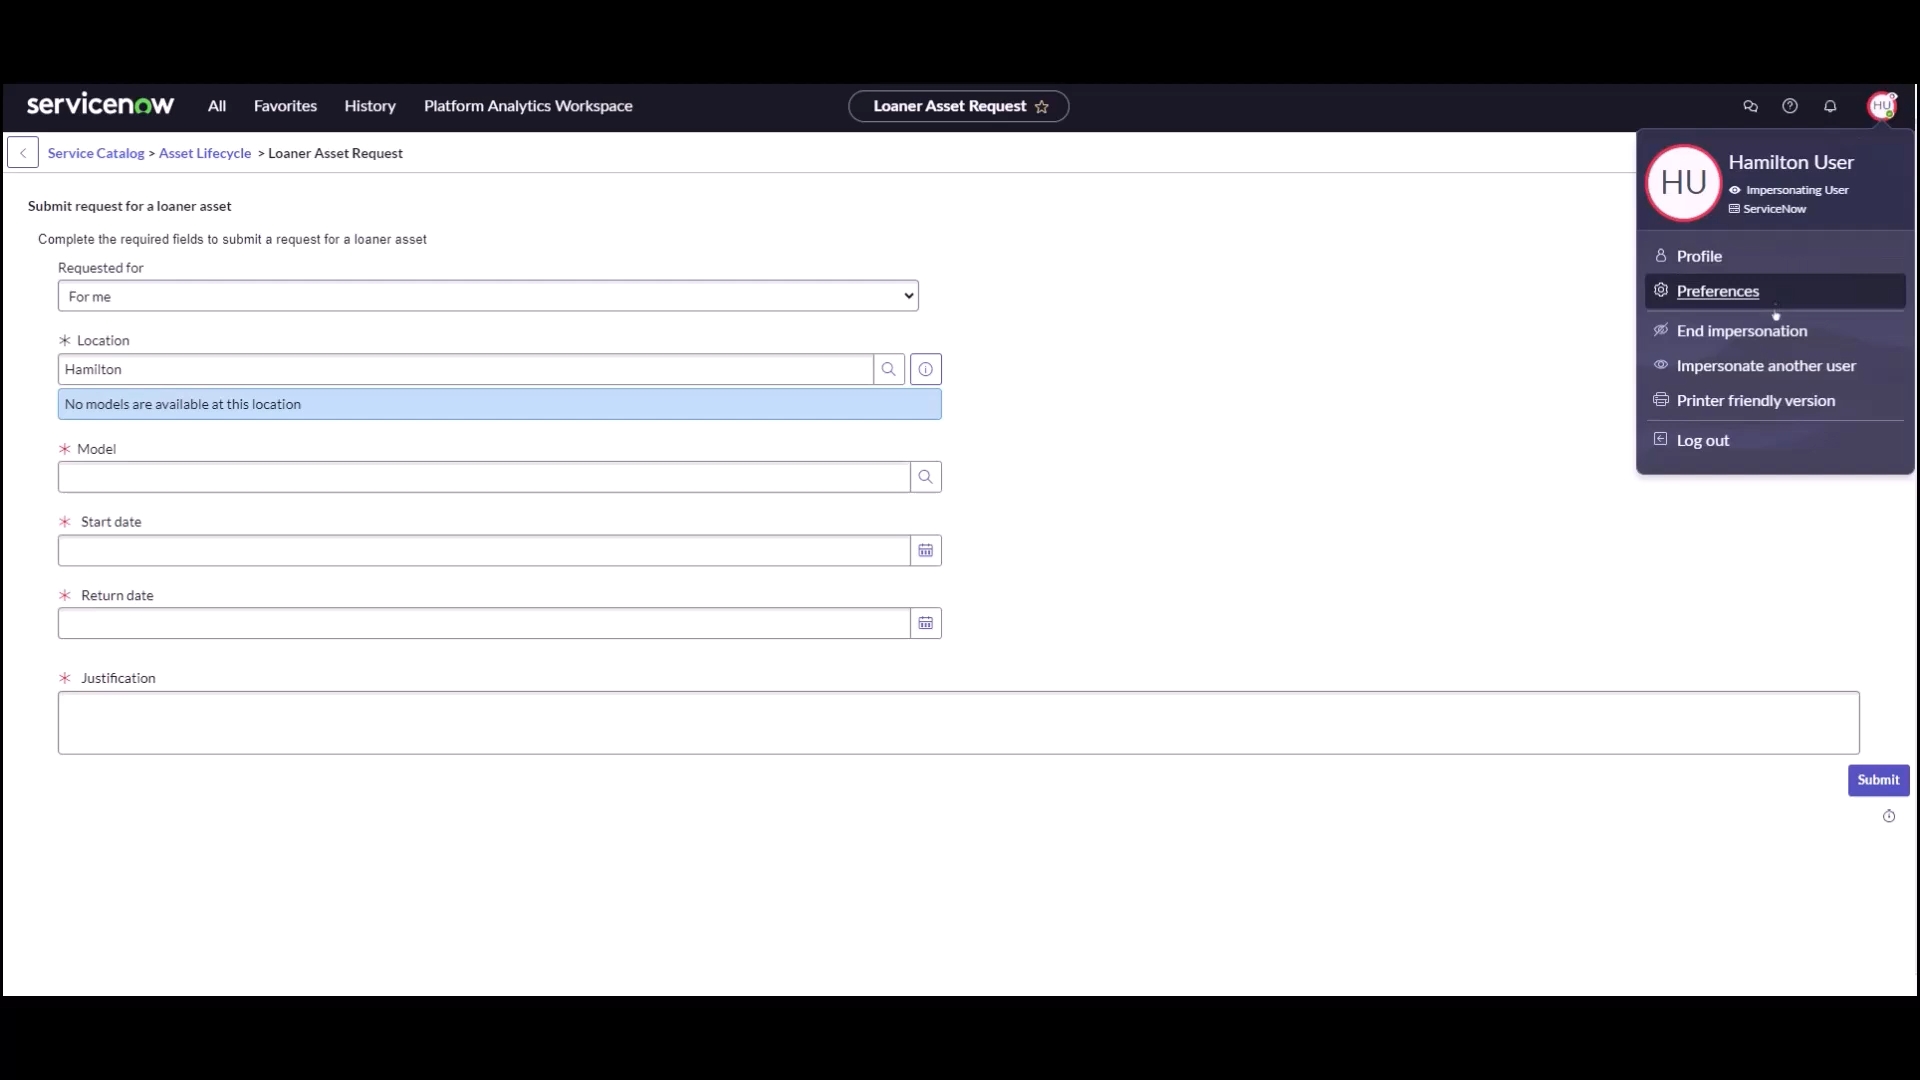 servicenow All Favorites History Platform Analytics Workspace Loaner Asset Request HU
Service Catalog > Asset Lifecycle > Loaner Asset Request
Submit request for a loaner asset
Complete the required fields to submit a request for a loaner asset
Requested for
For me
Location
Hamilton
No models are available at this location
Model
Start date
Return date
Justification
Submit
HU
Hamilton User
Impersonating User
ServiceNow
Profile
Preferences
End impersonation
Impersonate another user
Printer friendly version
Log out